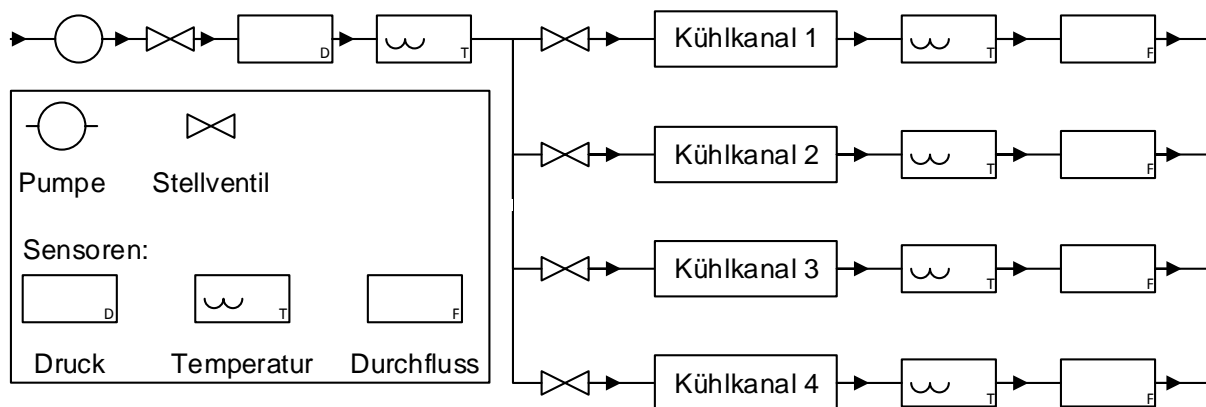 D
T
Kühlkanal 1
T
F
Kühlkanal 2
T
F
Kühlkanal 3
T
F
Kühlkanal 4
T
F
Pumpe
Stellventil
Sensoren:
D
T
F
Druck
Temperatur
Durchfluss